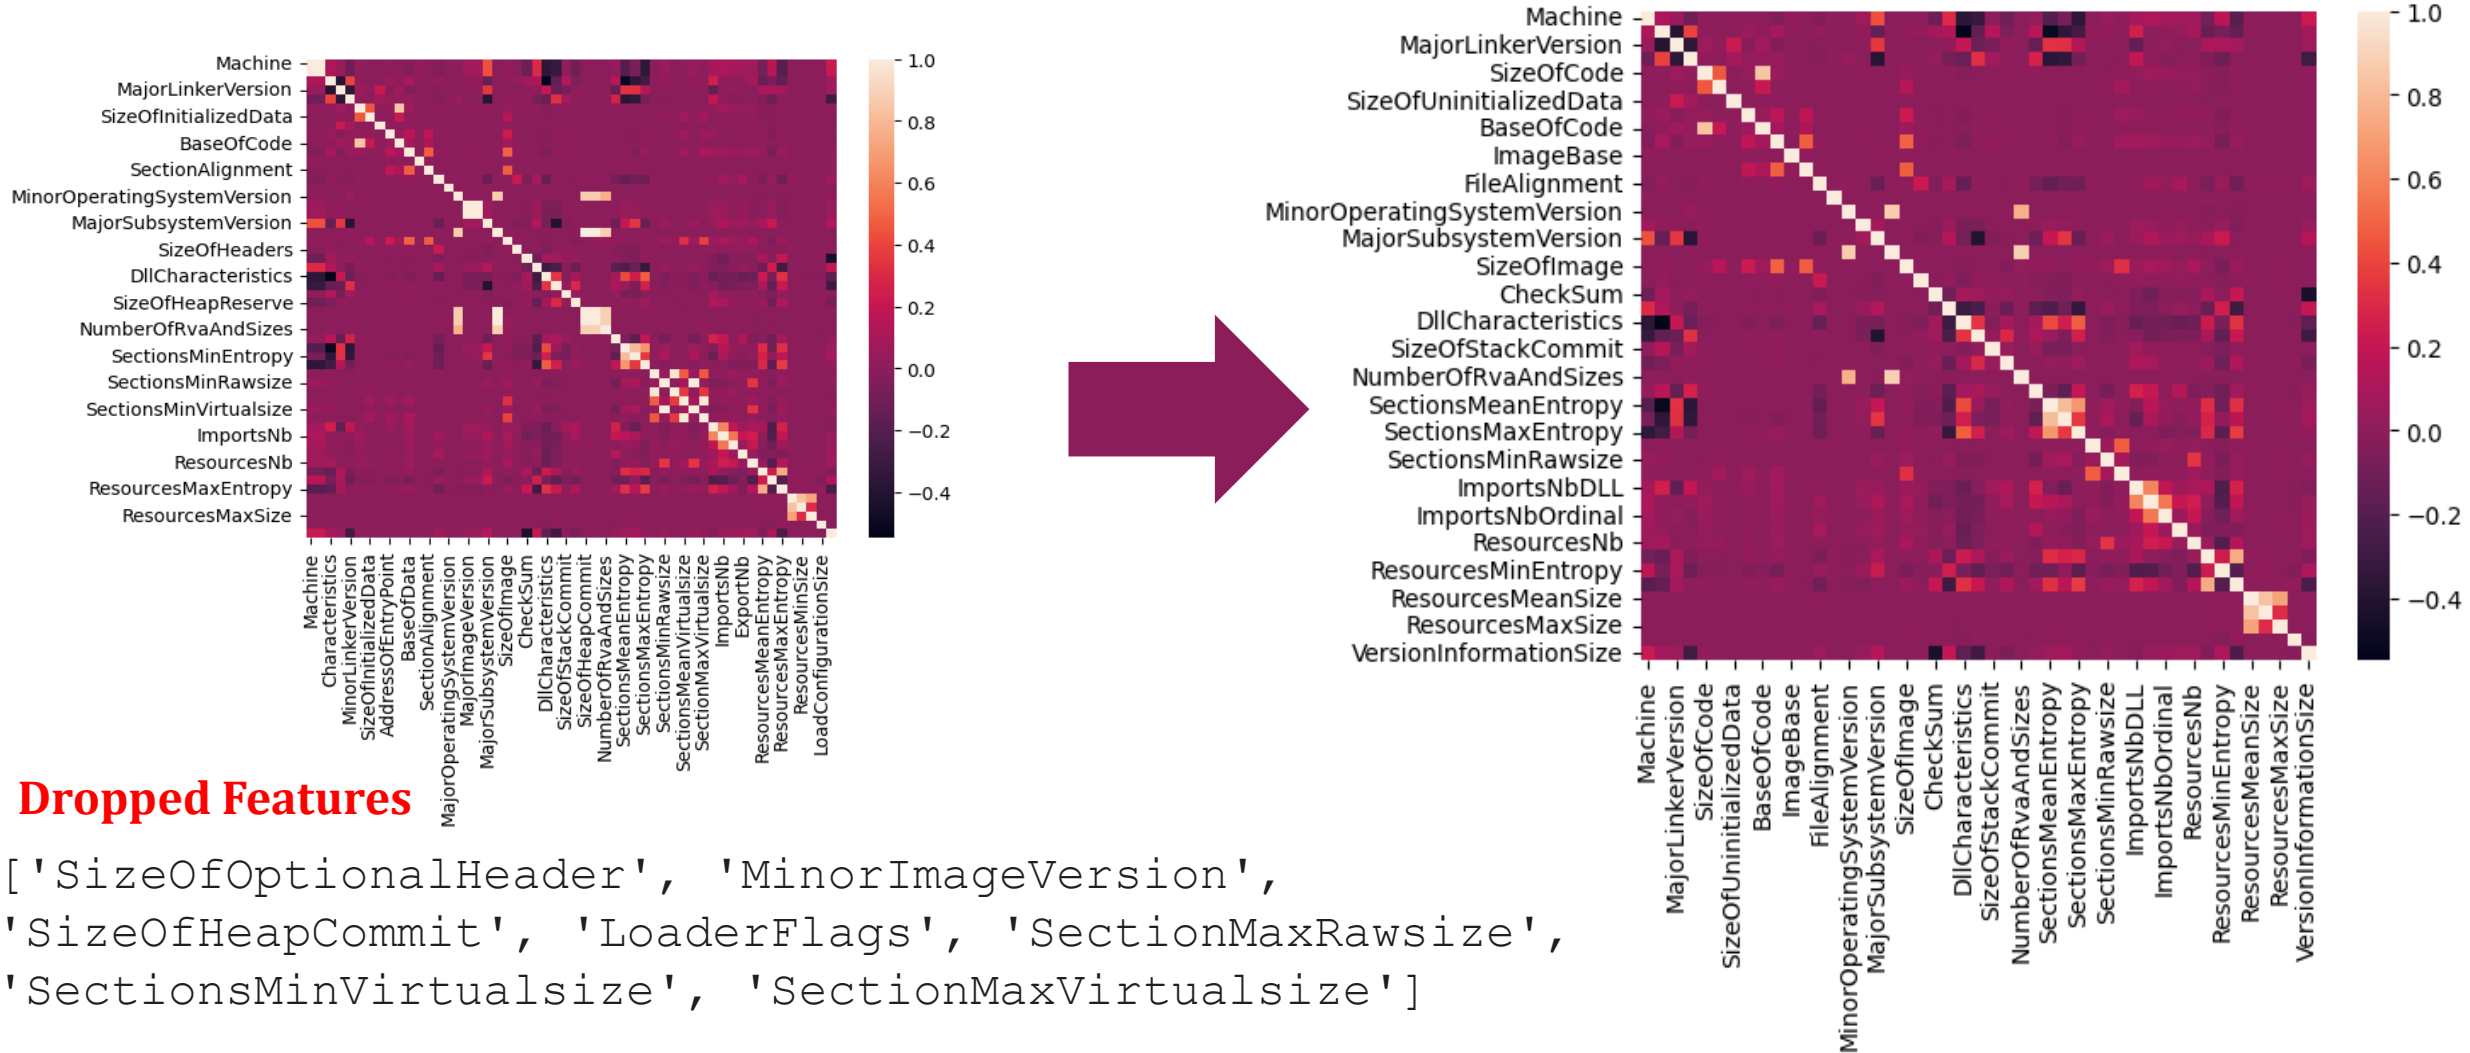 Machine
MajorLinkerVersion
SizeOfInitializedData
BaseOfCode
SectionAlignment
MinorOperatingSystemVersion
MajorSubsystemVersion
SizeOfHeaders
DllCharacteristics
SizeOfHeapReserve
NumberOfRvaAndSizes
SectionsMinEntropy
SectionsMinRawsize
SectionsMinVirtualsize
ImportsNb
ResourcesNb
ResourcesMaxEntropy
ResourcesMaxSize
Machine
Characteristics
MinorLinkerVersion
SizeOfInitializedData
AddressOfEntryPoint
BaseOfData
SectionAlignment
MajorOperatingSystemVersion
MajorImageVersion
MajorSubsystemVersion
SizeOfImage
CheckSum
DllCharacteristics
SizeOfStackCommit
SizeOfHeapCommit
NumberOfRvaAndSizes
SectionsMeanEntropy
SectionsMaxEntropy
SectionsMinRawsize
SectionsMeanVirtualsize
SectionMaxVirtualsize
ImportsNb
ExportNb
ResourcesMeanEntropy
ResourcesMaxEntropy
ResourcesMinSize
LoadConfigurationSize
1.0
0.8
0.6
0.4
0.2
0.0
−0.2
−0.4
Machine
MajorLinkerVersion
SizeOfCode
SizeOfUninitializedData
BaseOfCode
ImageBase
FileAlignment
MinorOperatingSystemVersion
MajorSubsystemVersion
SizeOfImage
CheckSum
DllCharacteristics
SizeOfStackCommit
NumberOfRvaAndSizes
SectionsMeanEntropy
SectionsMaxEntropy
SectionsMinRawsize
ImportsNbDLL
ImportsNbOrdinal
ResourcesNb
ResourcesMinEntropy
ResourcesMeanSize
ResourcesMaxSize
VersionInformationSize
Machine
MajorLinkerVersion
SizeOfCode
SizeOfUninitializedData
BaseOfCode
ImageBase
FileAlignment
MinorOperatingSystemVersion
MajorSubsystemVersion
SizeOfImage
CheckSum
DllCharacteristics
SizeOfStackCommit
NumberOfRvaAndSizes
SectionsMeanEntropy
SectionsMaxEntropy
SectionsMinRawsize
ImportsNbDLL
ImportsNbOrdinal
ResourcesNb
ResourcesMinEntropy
ResourcesMeanSize
ResourcesMaxSize
VersionInformationSize
1.0
0.8
0.6
0.4
0.2
0.0
−0.2
−0.4
Dropped Features
['SizeOfOptionalHeader', 'MinorImageVersion',
'SizeOfHeapCommit', 'LoaderFlags', 'SectionMaxRawsize',
'SectionsMinVirtualsize', 'SectionMaxVirtualsize']